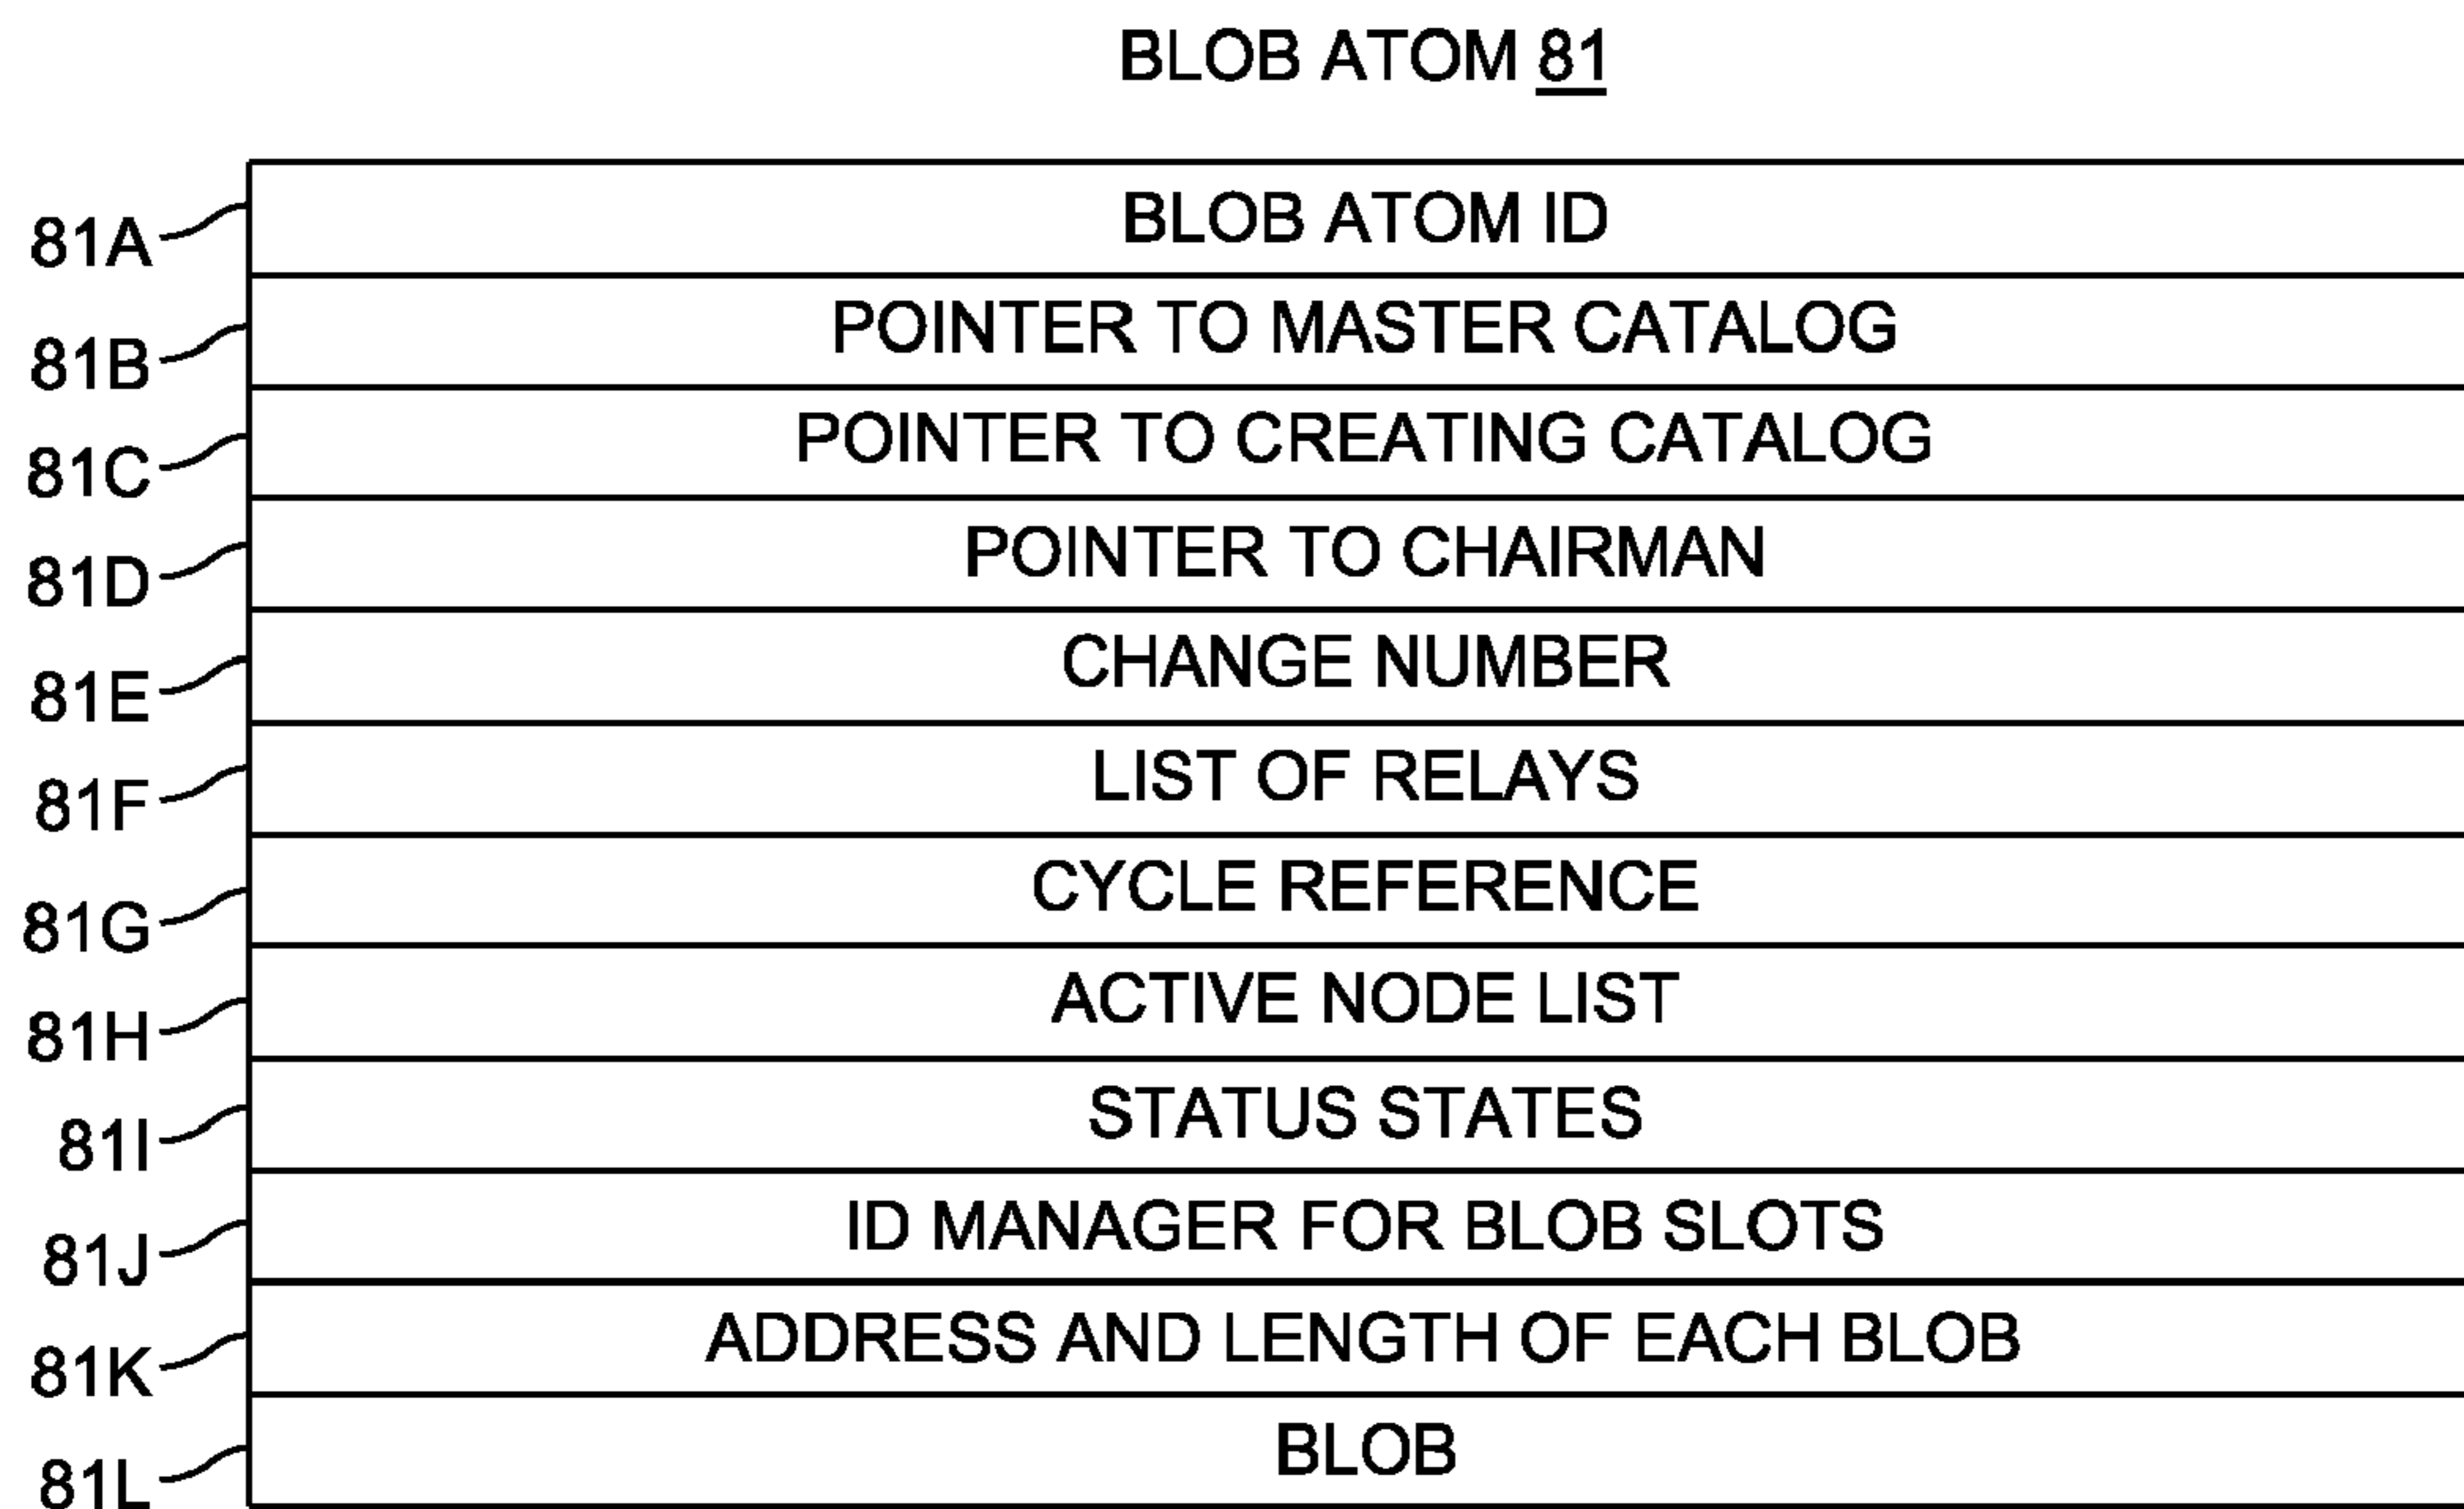 BLOB ATOM 81
81A BLOB ATOM ID
81B POINTER TO MASTER CATALOG
81C POINTER TO CREATING CATALOG
81D POINTER TO CHAIRMAN
81E CHANGE NUMBER
81F LIST OF RELAYS
81G CYCLE REFERENCE
81H ACTIVE NODE LIST
81I STATUS STATES
81J ID MANAGER FOR BLOB SLOTS
81K ADDRESS AND LENGTH OF EACH BLOB
81L BLOB